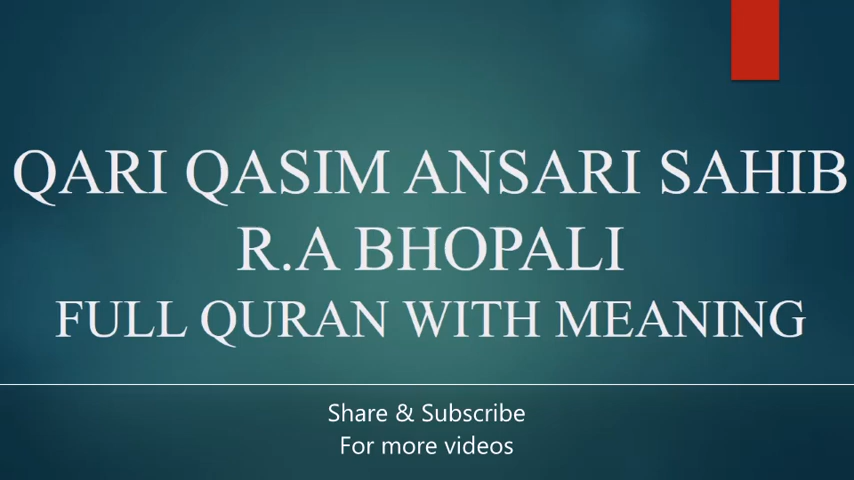 QARI QASIM ANSARI SAHIB
R.A BHOPALI
FULL QURAN WITH MEANING
Share & Subscribe
For more videos